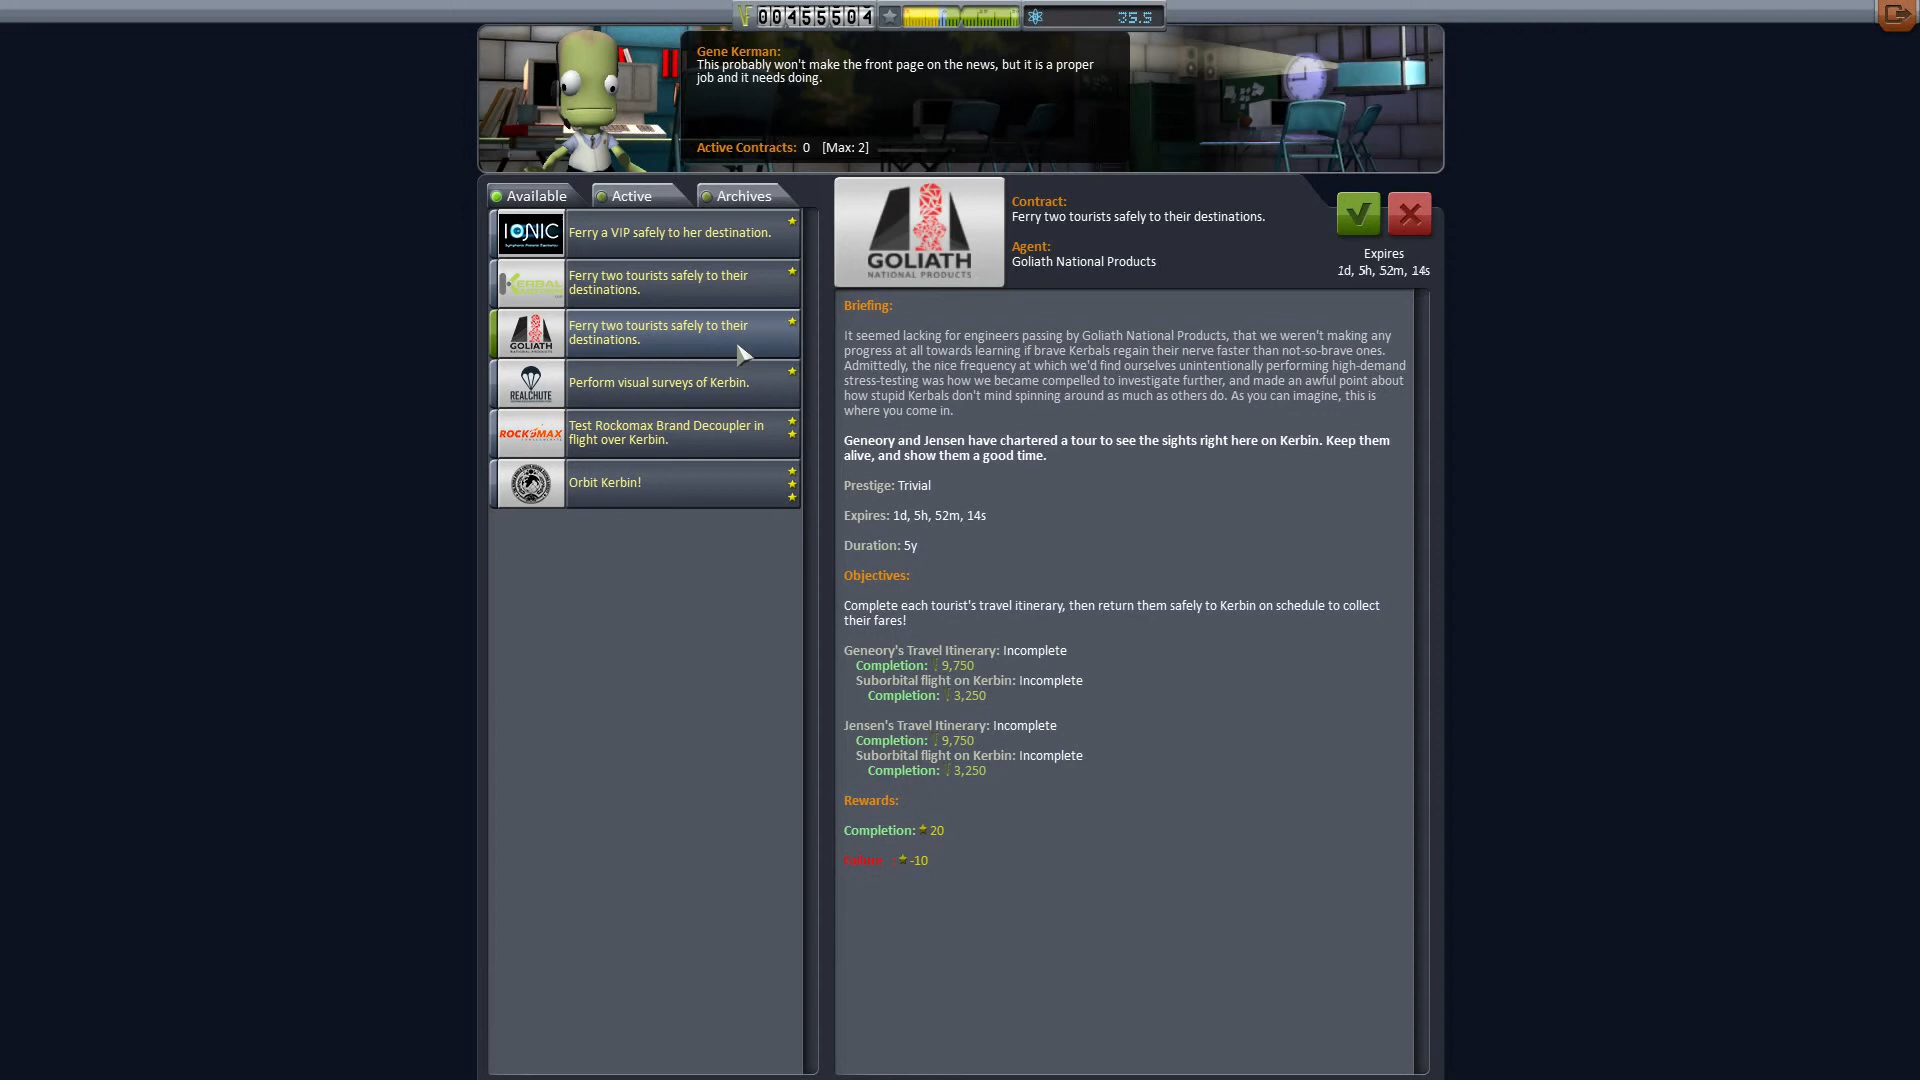 00455504
35.5
Gene Kerman:
This probably won't make the front page on the news, but it is a proper
job and it needs doing.
Active Contracts: 0 [Max: 2]
Available
Active
Archives
IONIC
Ferry a VIP safely to her destination.
KERBAL
Ferry two tourists safely to their
destinations.
GOLIATH
NATIONAL PRODUCTS
Ferry two tourists safely to their
destinations.
REALCHUTE
Perform visual surveys of Kerbin.
ROCKOMAX
Test Rockomax Brand Decoupler in
flight over Kerbin.
Orbit Kerbin!
GOLIATH
NATIONAL PRODUCTS
Contract:
Ferry two tourists safely to their destinations.
Agent:
Goliath National Products
Expires
1d, 5h, 52m, 14s
Briefing:
It seemed lacking for engineers passing by Goliath National Products, that we weren't making any
progress at all towards learning if brave Kerbals regain their nerve faster than not-so-brave ones.
Admittedly, the nice frequency at which we'd find ourselves unintentionally performing high-demand
stress-testing was how we became compelled to investigate further, and made an awful point about
how stupid Kerbals don't mind spinning around as much as others do. As you can imagine, this is
where you come in.
Geneory and Jensen have chartered a tour to see the sights right here on Kerbin. Keep them
alive, and show them a good time.
Prestige: Trivial
Expires: 1d, 5h, 52m, 14s
Duration: 5y
Objectives:
Complete each tourist's travel itinerary, then return them safely to Kerbin on schedule to collect
their fares!
Geneory's Travel Itinerary: Incomplete
Completion: 9,750
Suborbital flight on Kerbin: Incomplete
Completion: 3,250
Jensen's Travel Itinerary: Incomplete
Completion: 9,750
Suborbital flight on Kerbin: Incomplete
Completion: 3,250
Rewards:
Completion: 20
Failure: -10